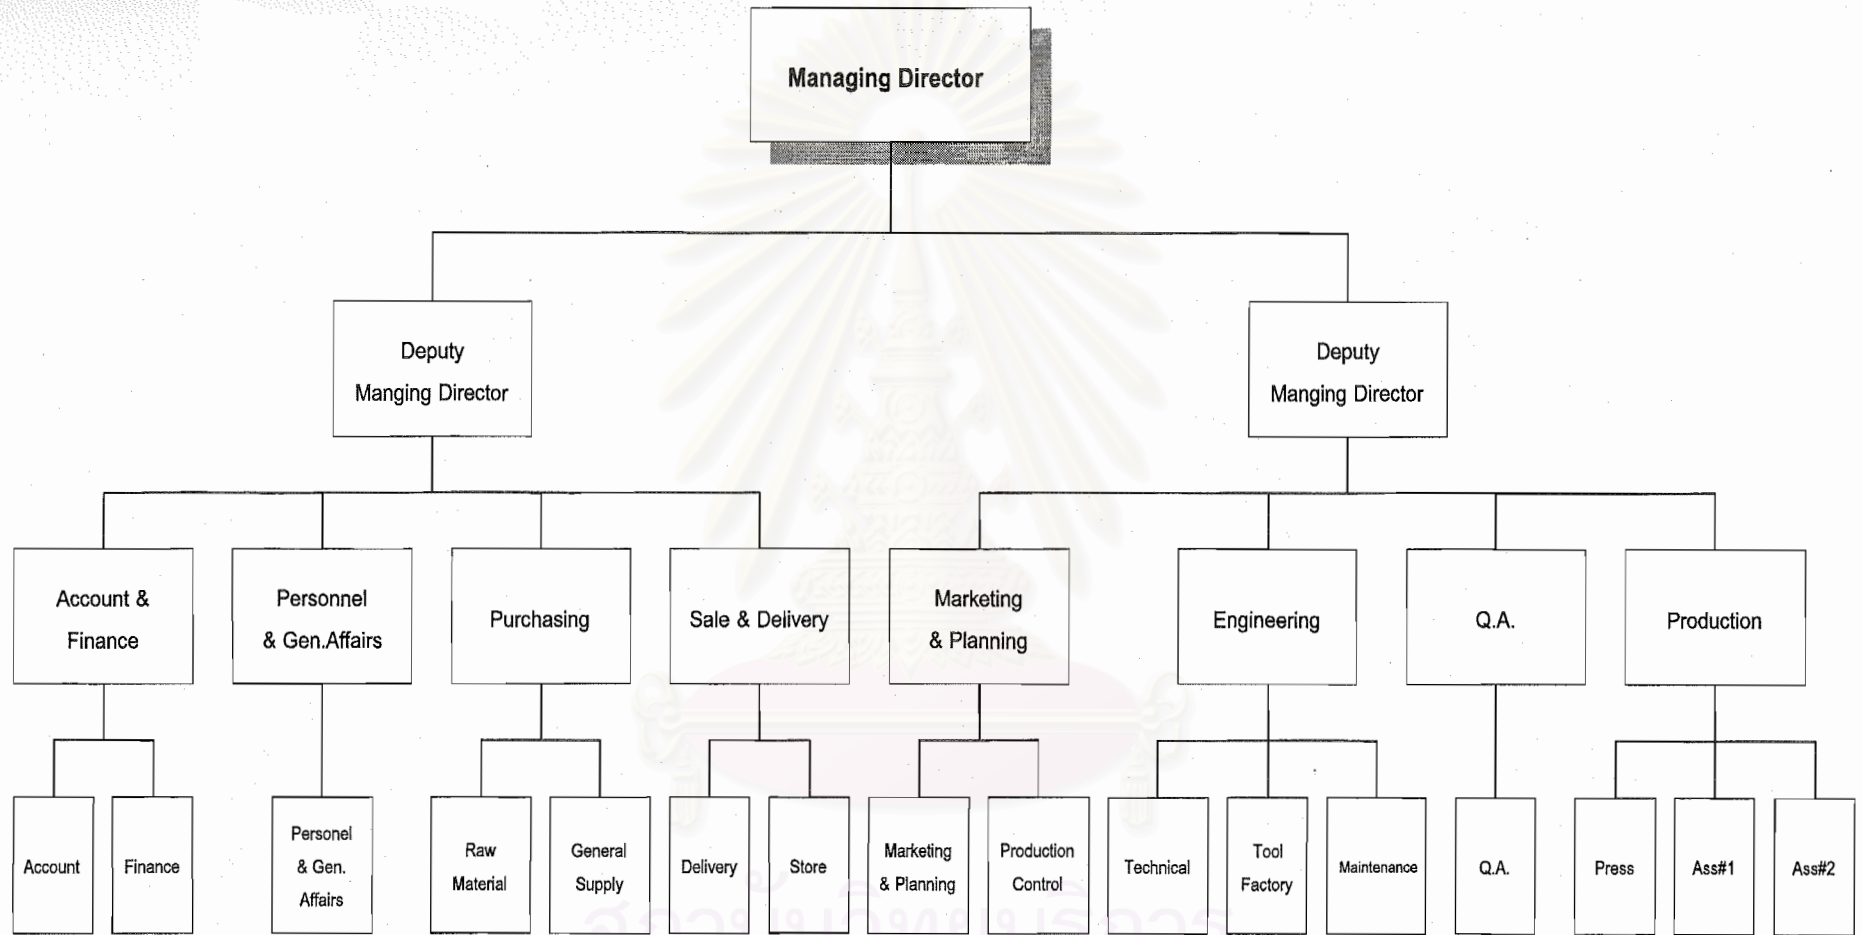 Managing Director
Deputy
Manging Director
Deputy
Manging Director
Account &
Finance
Personnel
& Gen.Affairs
Purchasing
Sale & Delivery
Marketing
& Planning
Engineering
Q.A.
Production
Account
Finance
Personel
& Gen.
Affairs
Raw
Material
General
Supply
Delivery
Store
Marketing
& Planning
Production
Control
Technical
Tool
Factory
Maintenance
Q.A.
Press
Ass#1
Ass#2